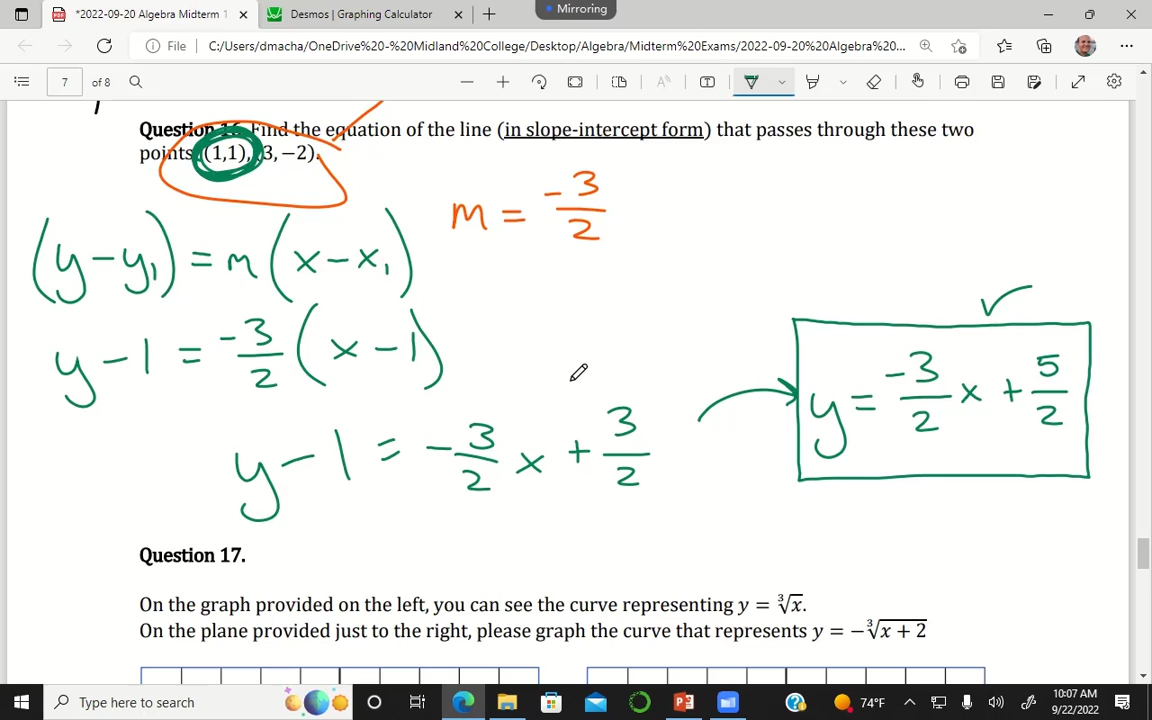 Mirroring
*2022-09-20 Algebra Midterm
Desmos | Graphing Calculator
File C:/Users/dmacha/OneDrive%20-%20Midland%20College/Desktop/Algebra/Midterm%20Exams/2022-09-20%20Algebra%20...
7 of 8
Question 16. Find the equation of the line (in slope-intercept form) that passes through these two
points (1,1), (3, −2).
m = -3/2
(y-y₁) = m(x-x₁)
y-1 = -3/2 (x-1)
y-1 = -3/2 x + 3/2
y = -3/2 x + 5/2
Question 17.
On the graph provided on the left, you can see the curve representing y = ∛x.
On the plane provided just to the right, please graph the curve that represents y = −∛(x + 2)
Type here to search
74°F
10:07 AM
9/22/2022